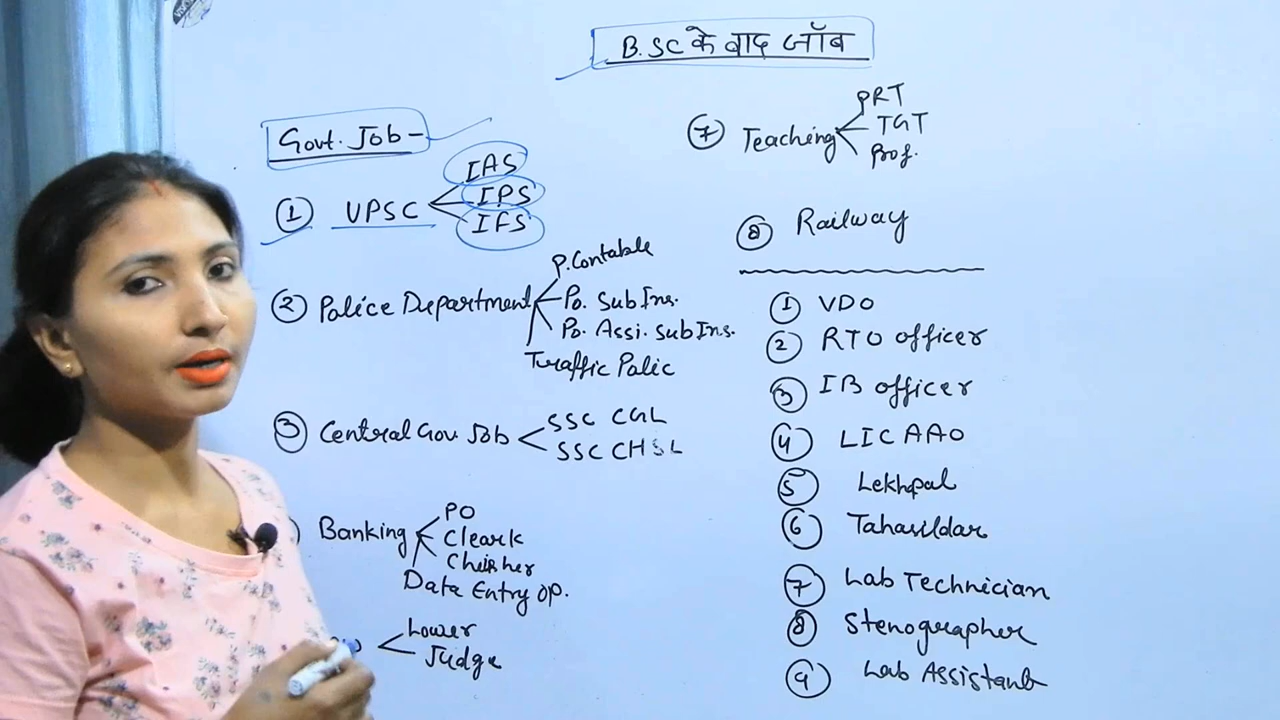 B.SC के बाद जॉब
Govt. Job-
① UPSC
IAS
IPS
IFS
② Police Department
P. Contable
Po. Sub Ins.
Po. Assi. Sub Ins.
Traffic Polic
③ Central Gov. Job
SSC CGL
SSC CHSL
Banking
PO
Cleark
Data Entry OP.
Lower
Judge
⑦ Teaching
PRT
TGT
Prof.
⑧ Railway
① VDO
② RTO officer
③ IB officer
④ LIC AAO
⑤ Lekhpal
⑥ Tahasildar
⑦ Lab Technician
⑧ Stenographer
⑨ Lab Assistant